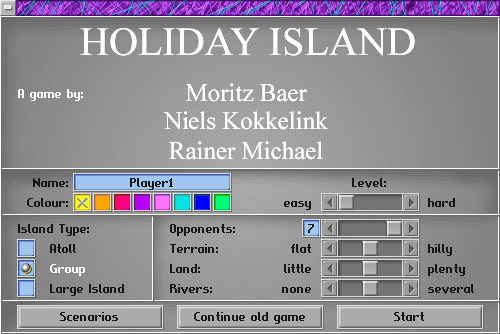 HOLIDAY ISLAND
A game by:
Moritz Baer
Niels Kokkelink
Rainer Michael
Name: Player1
Level:
Colour: easy hard
Island Type:
Atoll
Group
Large Island
Opponents: 7
Terrain: flat hilly
Land: little plenty
Rivers: none several
Scenarios Continue old game Start